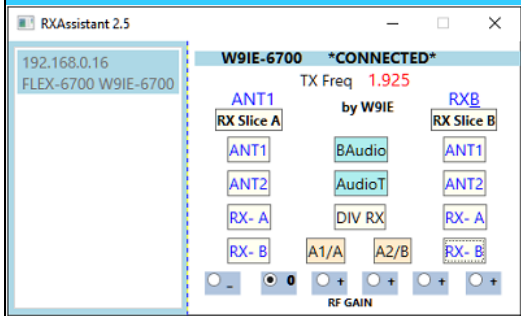 RXAssistant 2.5
192.168.0.16
FLEX-6700 W9IE-6700
W9IE-6700 *CONNECTED*
TX Freq 1.925
ANT1 by W9IE RXB
RX Slice A RX Slice B
ANT1 BAudio ANT1
ANT2 AudioT ANT2
RX- A DIV RX RX- A
RX- B A1/A A2/B RX- B
_ 0 + + + +
RF GAIN